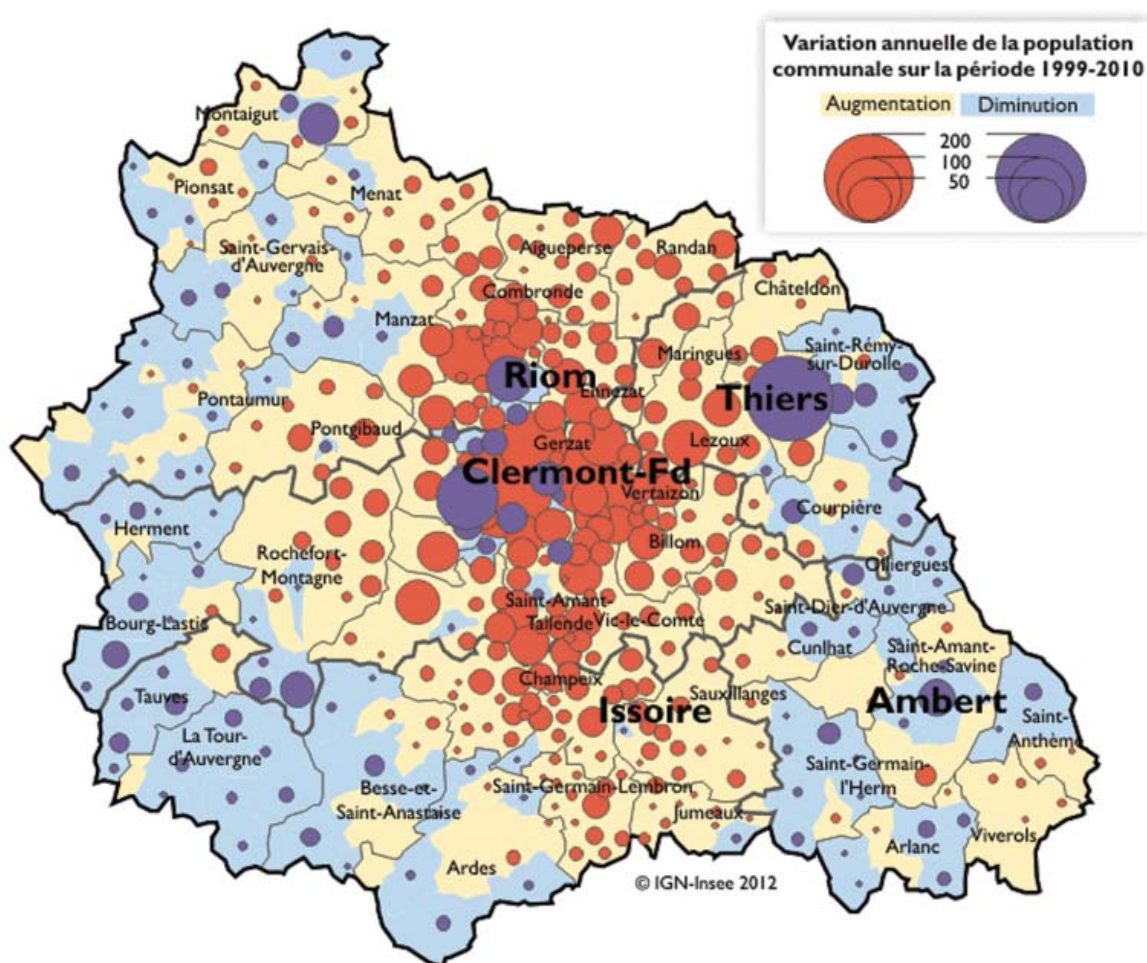 Variation annuelle de la population
communale sur la période 1999-2010
Augmentation
Diminution
200
100
50
Montaigut
Pionsat
Menat
Saint-Gervais-
d'Auvergne
Aigueperse
Randan
Châteldon
Combronde
Manzat
Maringues
Saint-Rémy-
sur-Durolle
Riom
Ennezat
Thiers
Pontaumur
Pontgibaud
Gerzat
Lezoux
Clermont-Fd
Vertaizon
Courpière
Herment
Rochefort-
Montagne
Billom
Olliergues
Saint-Amant-
Tallende
Vic-le-Comte
Saint-Dier-d'Auvergne
Bourg-Lastic
Cunlhat
Saint-Amant-
Roche-Savine
Champeix
Sauxillanges
Tauves
Issoire
Ambert
La Tour-
d'Auvergne
Saint-
Anthème
Besse-et-
Saint-Anastaise
Saint-Germain-Lembron
Saint-Germain-
l'Herm
Jumeaux
Viverols
Arlanc
Ardes
© IGN-Insee 2012